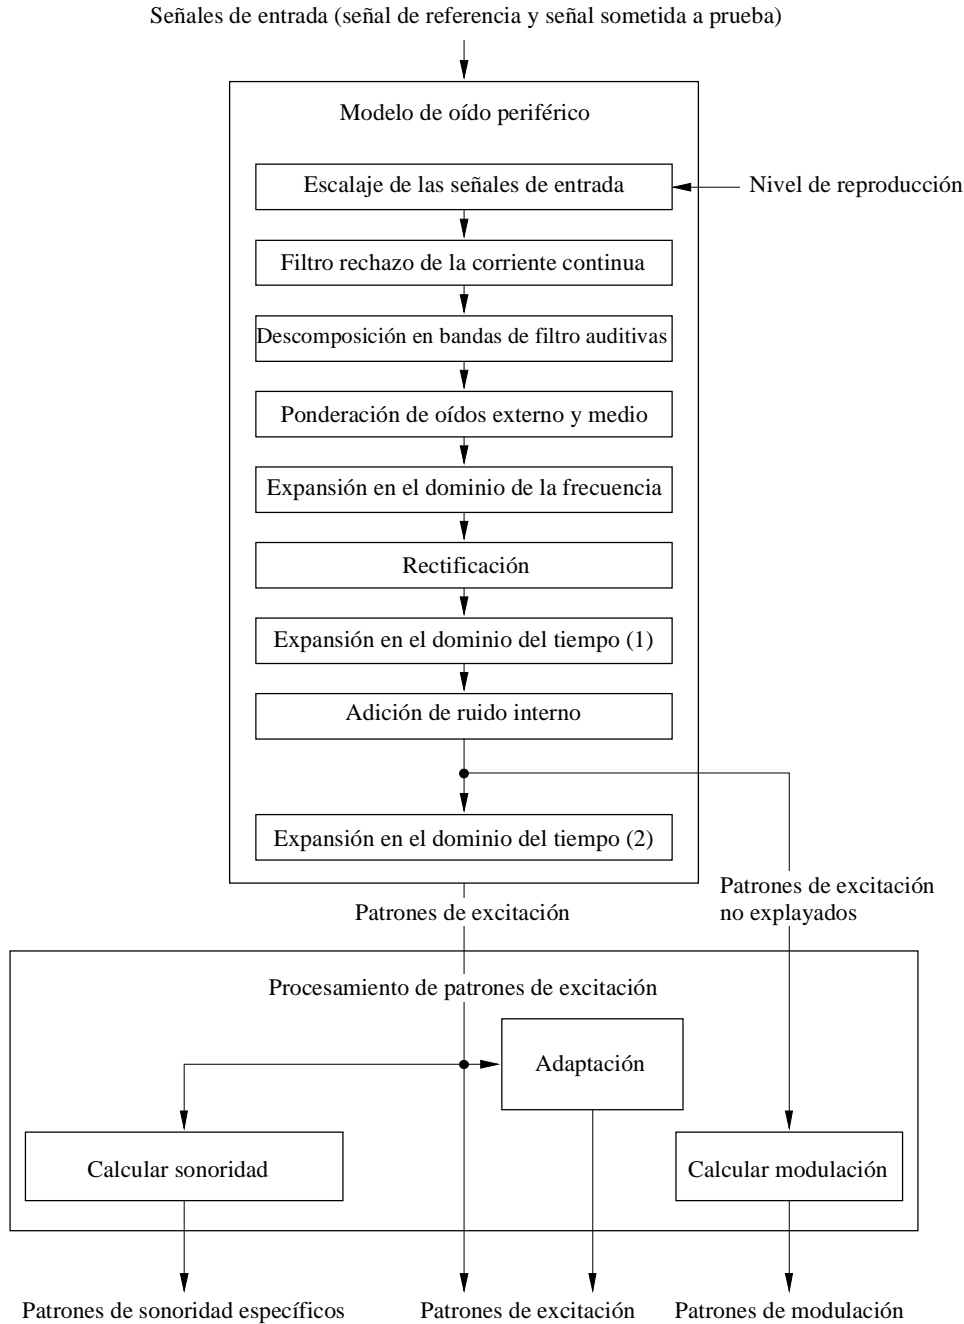 Señales de entrada (señal de referencia y señal sometida a prueba)
Modelo de oído periférico
Escalaje de las señales de entrada
Nivel de reproducción
Filtro rechazo de la corriente continua
Descomposición en bandas de filtro auditivas
Ponderación de oídos externo y medio
Expansión en el dominio de la frecuencia
Rectificación
Expansión en el dominio del tiempo (1)
Adición de ruido interno
Expansión en el dominio del tiempo (2)
Patrones de excitación
Patrones de excitación
no explayados
Procesamiento de patrones de excitación
Adaptación
Calcular sonoridad
Calcular modulación
Patrones de sonoridad específicos
Patrones de excitación
Patrones de modulación